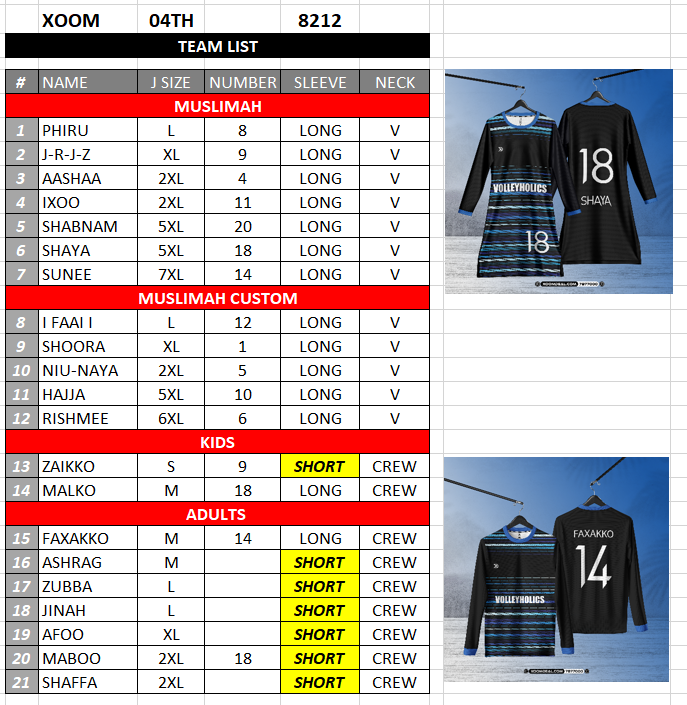 XOOM 04TH 8212
TEAM LIST
# NAME J SIZE NUMBER SLEEVE NECK
MUSLIMAH
1 PHIRU L 8 LONG V
2 J-R-J-Z XL 9 LONG V
3 AASHAA 2XL 4 LONG V
4 IXOO 2XL 11 LONG V
5 SHABNAM 5XL 20 LONG V
6 SHAYA 5XL 18 LONG V
7 SUNEE 7XL 14 LONG V
MUSLIMAH CUSTOM
8 I FAAI I L 12 LONG V
9 SHOORA XL 1 LONG V
10 NIU-NAYA 2XL 5 LONG V
11 HAJJA 5XL 10 LONG V
12 RISHMEE 6XL 6 LONG V
KIDS
13 ZAIKKO S 9 SHORT CREW
14 MALKO M 18 LONG CREW
ADULTS
15 FAXAKKO M 14 LONG CREW
16 ASHRAG M SHORT CREW
17 ZUBBA L SHORT CREW
18 JINAH L SHORT CREW
19 AFOO XL SHORT CREW
20 MABOO 2XL 18 SHORT CREW
21 SHAFFA 2XL SHORT CREW
VOLLEYHOLICS
18
18
SHAYA
XOOMDEAL.COM 7977000
VOLLEYHOLICS
FAXAKKO
14
XOOMDEAL.COM 7977000